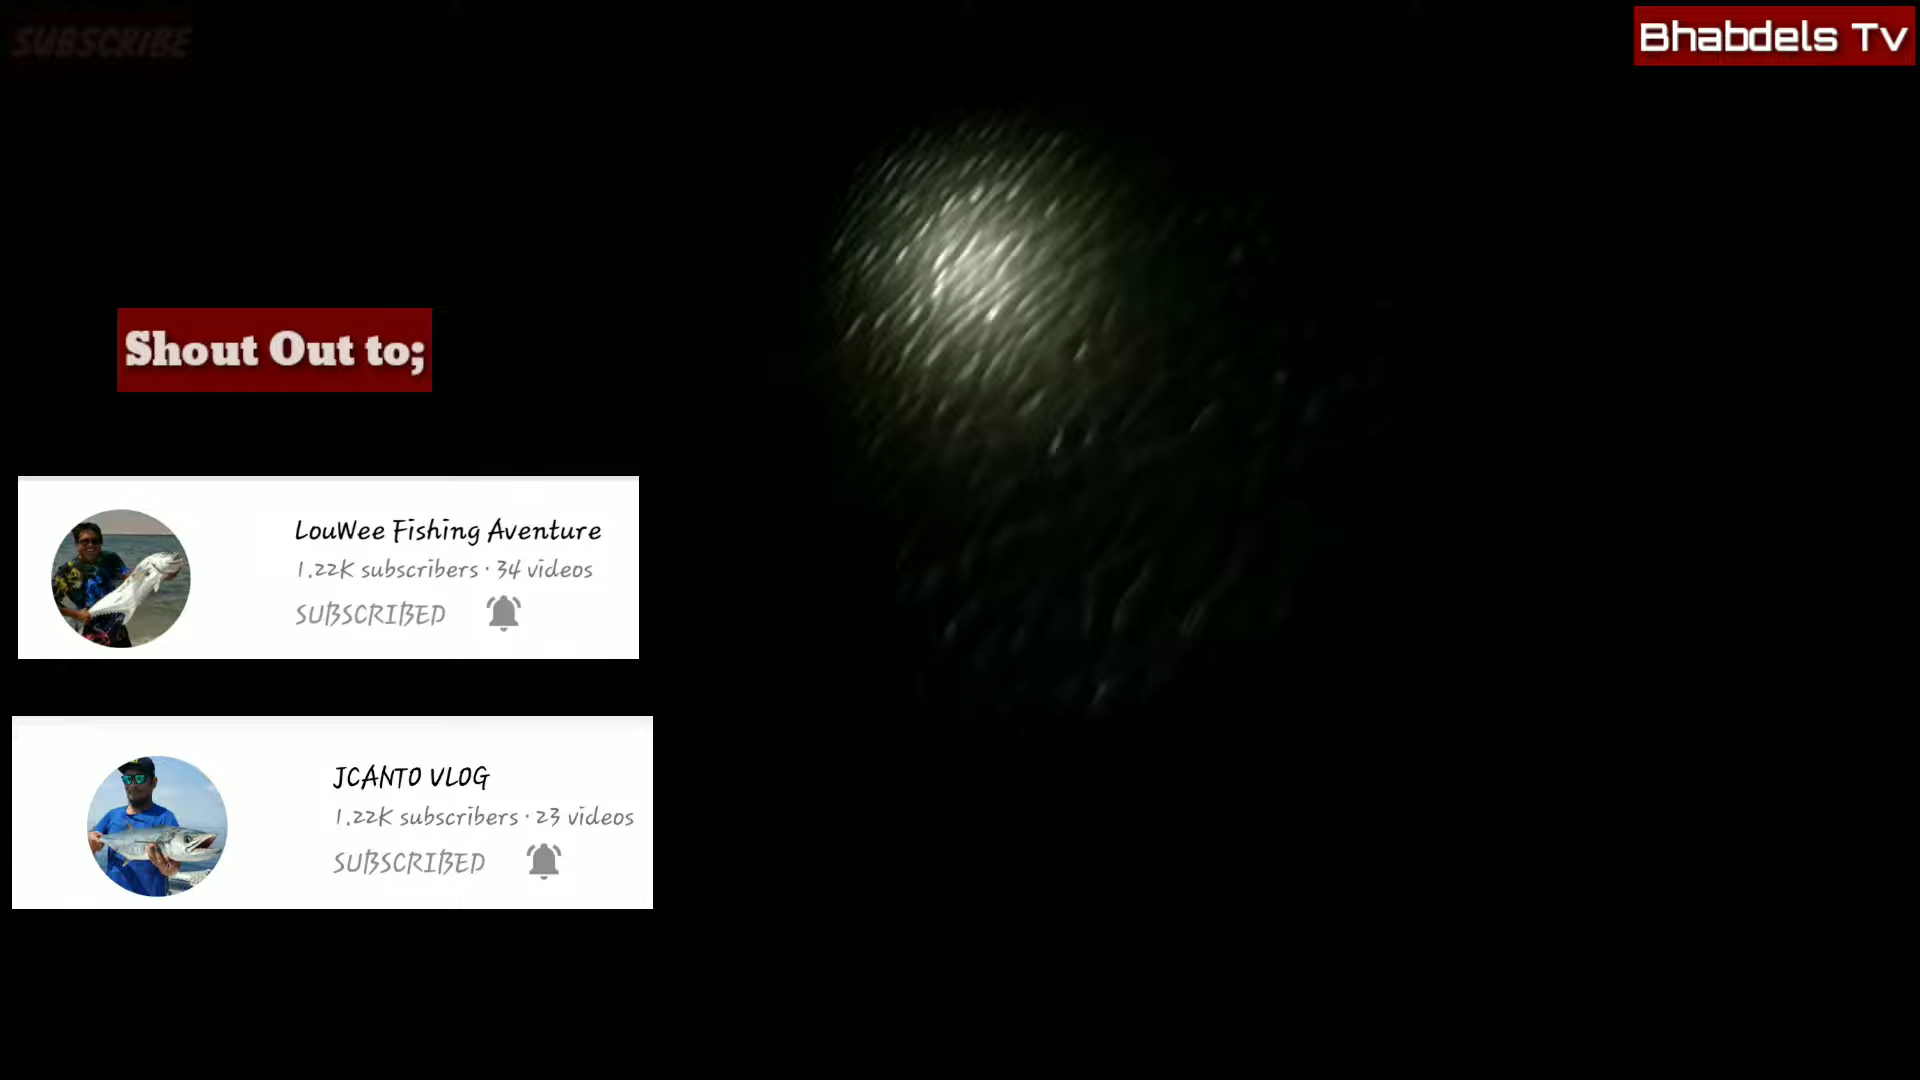 SUBSCRIBE
Bhabdels Tv
Shout Out to;
LouWee Fishing Aventure
1.22K subscribers · 34 videos
SUBSCRIBED
JCANTO VLOG
1.22K subscribers · 23 videos
SUBSCRIBED